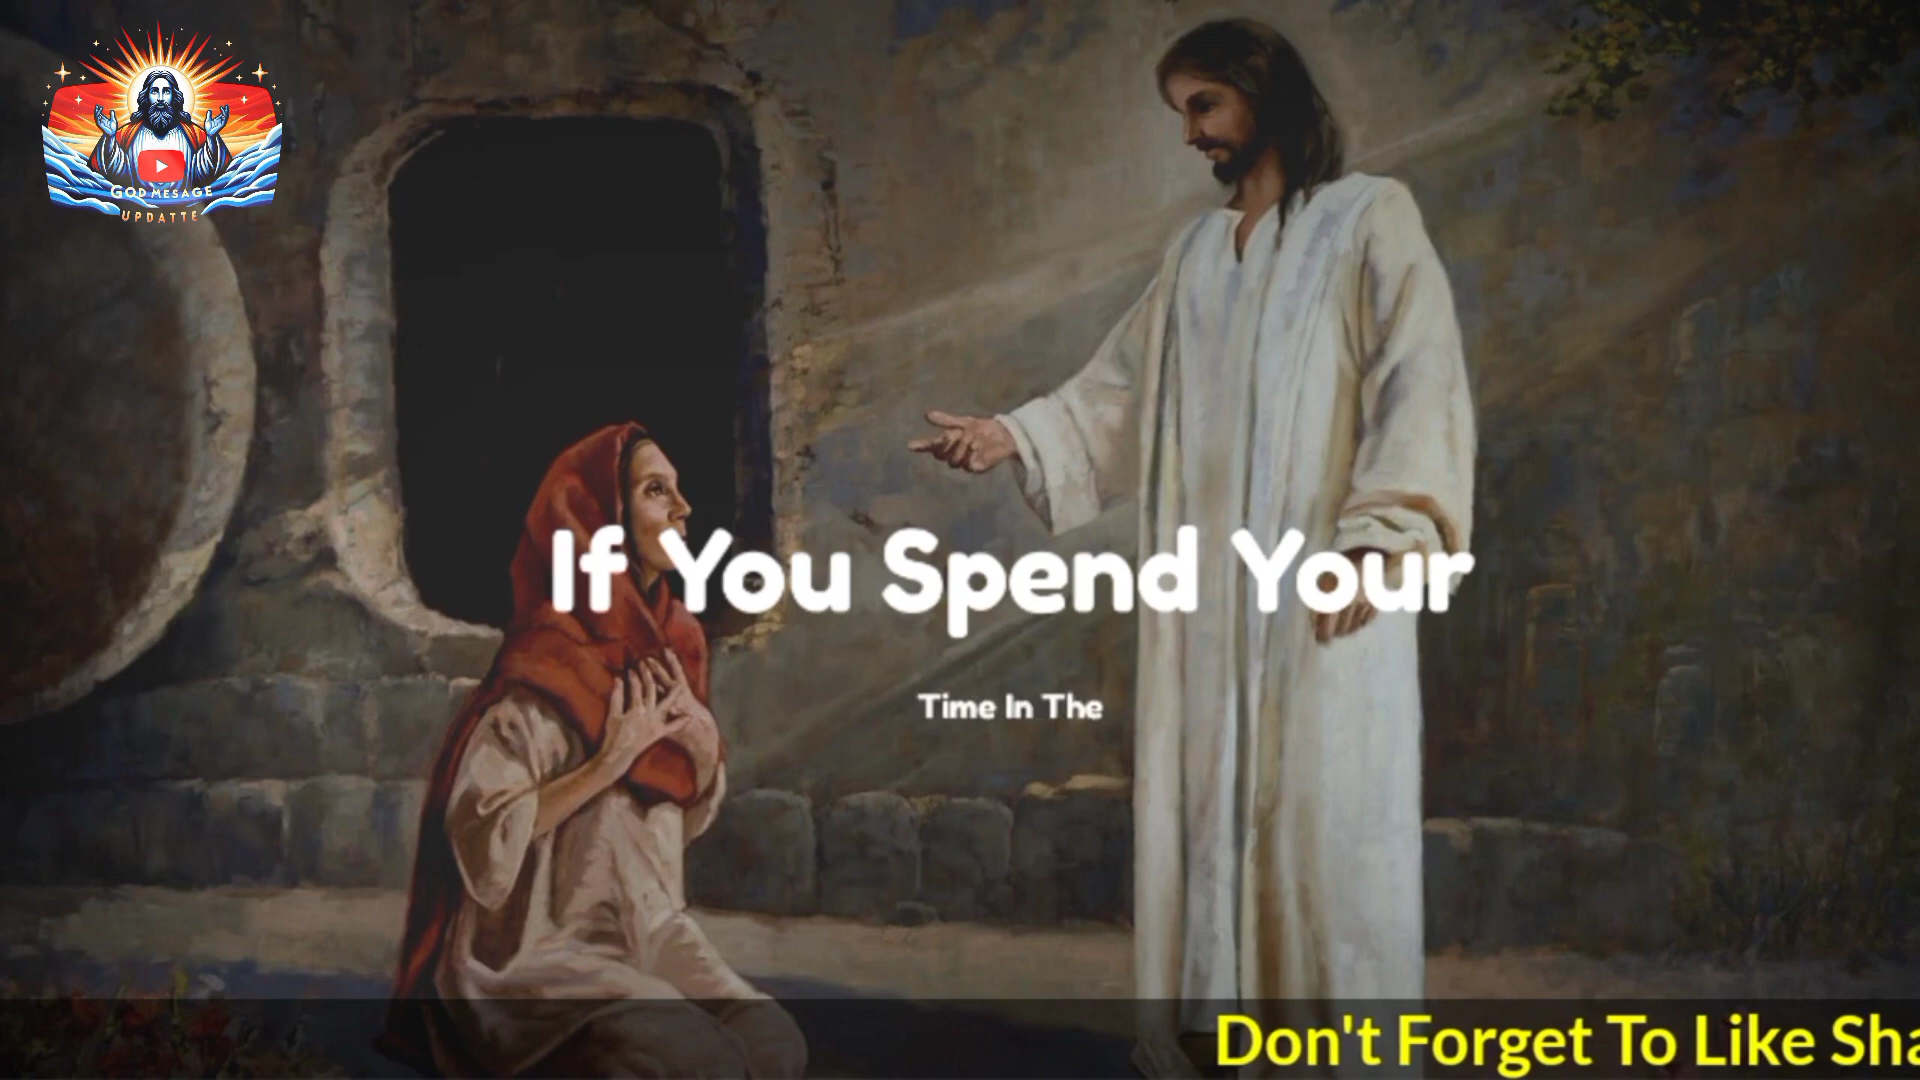 GOD MESAGE
UPDATTE
If You Spend Your
Time In The
Don't Forget To Like Sha